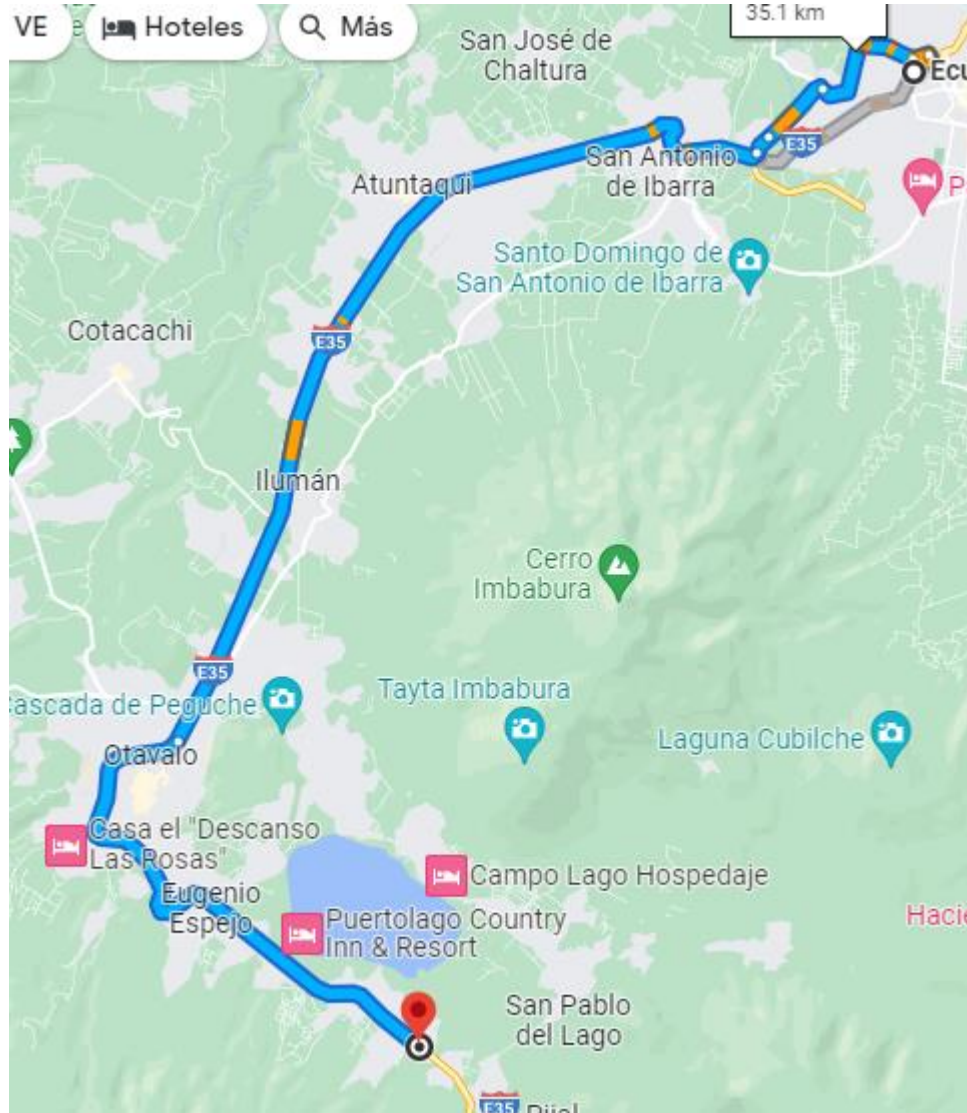 VE
Hoteles
Más
35.1 km
San José de
Chaltura
Ecu
E35
San Antonio
de Ibarra
Atuntaqui
P
Santo Domingo de
San Antonio de Ibarra
Cotacachi
E35
Ilumán
Cerro
Imbabura
E35
Cascada de Peguche
Tayta Imbabura
Laguna Cubilche
Otavalo
Casa el "Descanso
Las Rosas"
Campo Lago Hospedaje
Eugenio
Espejo
Puertolago Country
Inn & Resort
Hacie
San Pablo
del Lago
E35
Pijal